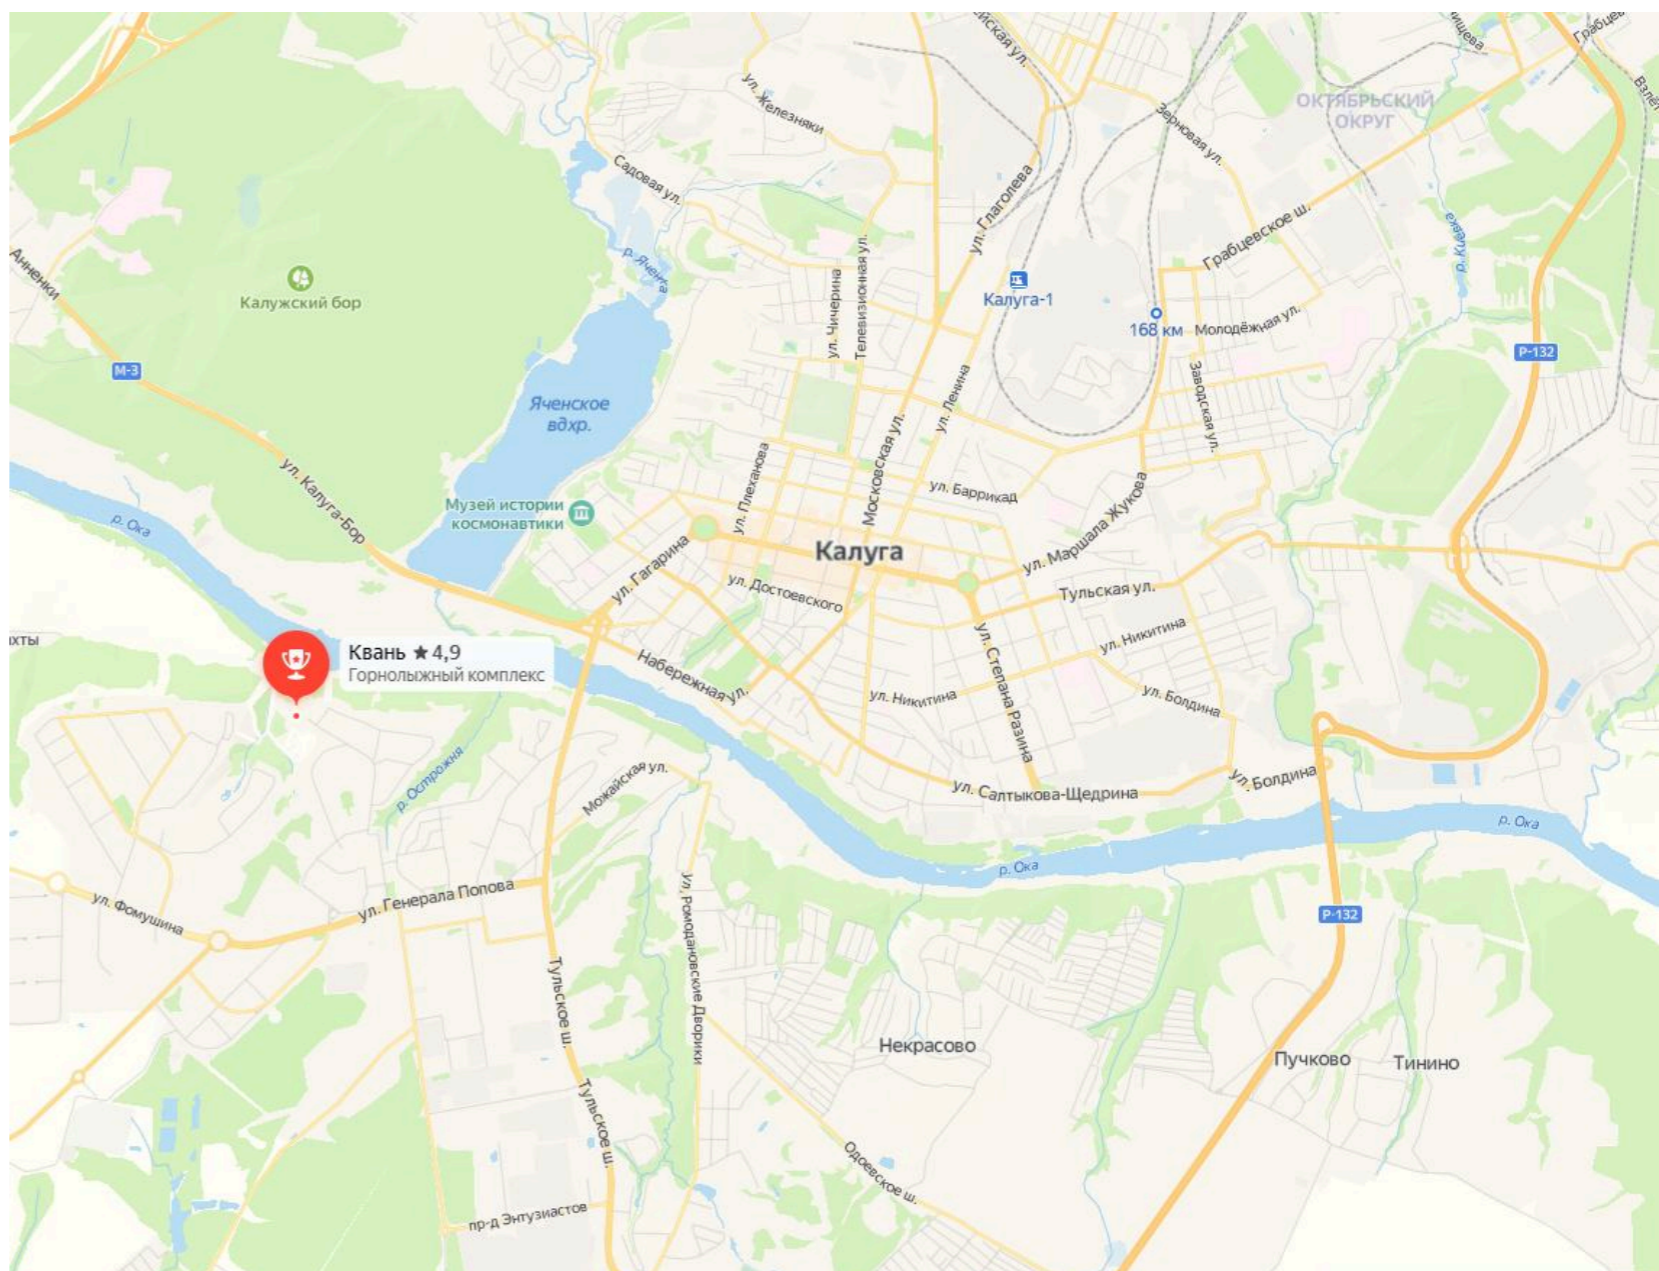 ул. Железняки
Зерновая ул.
ОКТЯБРЬСКИЙ
ОКРУГ
Садовая ул.
ул. Глаголева
Грабцевское ш.
р. Киёвка
Анненки
р. Яченка
Калужский бор
Калуга-1
168 км
Молодёжная ул.
ул. Чичерина
Телевизионная ул.
М-3
Р-132
Яченское
вдхр.
ул. Ленина
Заводская ул.
Московская ул.
ул. Плеханова
ул. Калуга-Бор
Музей истории
космонавтики
ул. Баррикад
р. Ока
ул. Маршала Жукова
Калуга
ул. Гагарина
ул. Достоевского
Тульская ул.
ул. Никитина
Квань ★ 4,9
Горнолыжный комплекс
Набережная ул.
ул. Никитина
ул. Степана Разина
ул. Болдина
р. Острожня
Можайская ул.
ул. Салтыкова-Щедрина
ул. Болдина
р. Ока
р. Ока
ул. Генерала Попова
ул. Фомушина
ул. Ромодановские Дворики
Р-132
Тульское ш.
Некрасово
Пучково
Тинино
Тульское ш.
Одоевское ш.
пр-д Энтузиастов